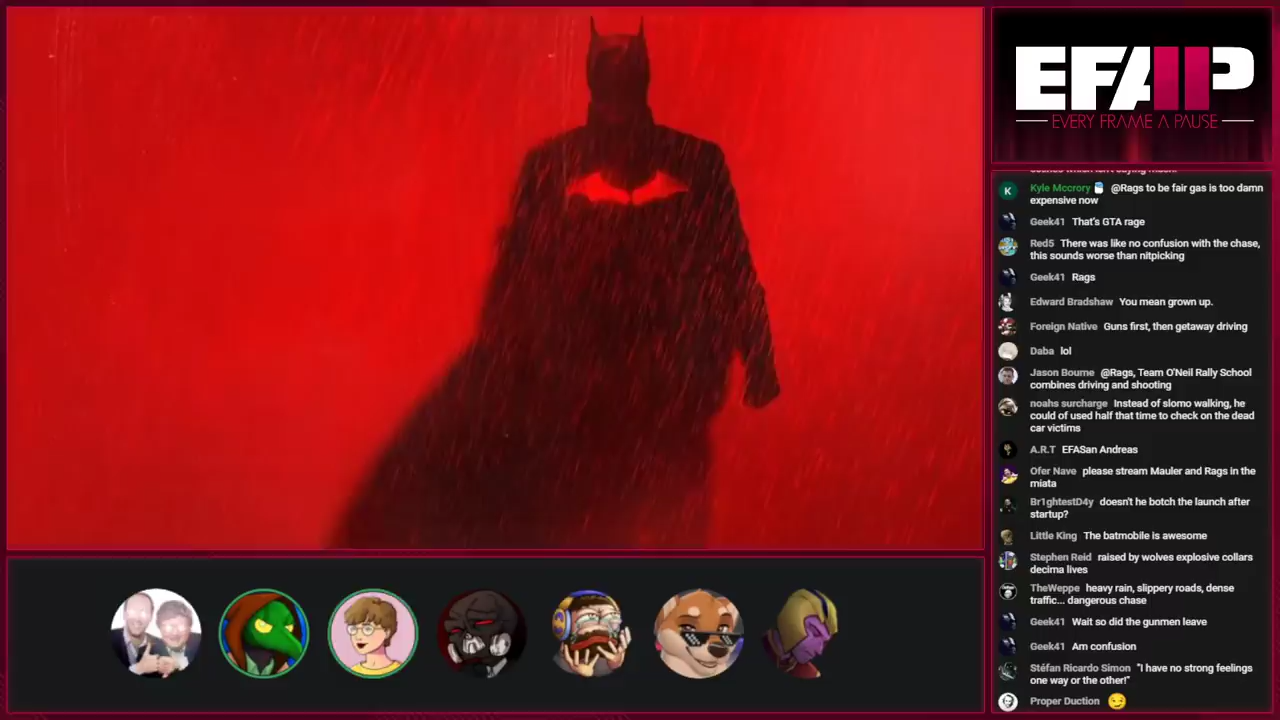 EFAP
EVERY FRAME A PAUSE
Kyle Mccrory @Rags to be fair gas is too damn
expensive now
Geek41 That's GTA rage
Red5 There was like no confusion with the chase,
this sounds worse than nitpicking
Geek41 Rags
Edward Bradshaw You mean grown up.
Foreign Native Guns first, then getaway driving
Daba lol
Jason Bourne @Rags, Team O'Neil Rally School
combines driving and shooting
noahs surcharge Instead of slomo walking, he
could of used half that time to check on the dead
car victims
A.R.T EFASan Andreas
Ofer Nave please stream Mauler and Rags in the
miata
Br1ghtestD4y doesn't he botch the launch after
startup?
Little King The batmobile is awesome
Stephen Reid raised by wolves explosive collars
decima lives
TheWeppe heavy rain, slippery roads, dense
traffic... dangerous chase
Geek41 Wait so did the gunmen leave
Geek41 Am confusion
Stéfan Ricardo Simon "I have no strong feelings
one way or the other!"
Proper Duction 😏